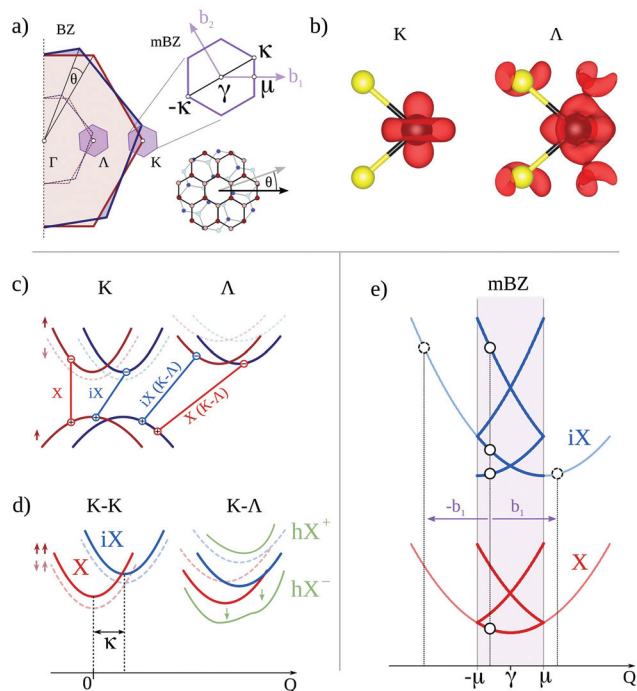 a)
BZ
θ
Γ
Λ
K
mBZ
b₂
κ
b₁
γ
μ
-κ
θ
b)
K
Λ
c)
K
Λ
X
iX
iX (K-Λ)
X (K-Λ)
d)
K-K
K-Λ
iX
X
hX⁺
hX⁻
κ
0
Q
e)
mBZ
iX
-b₁
b₁
X
-μ
γ
μ
Q